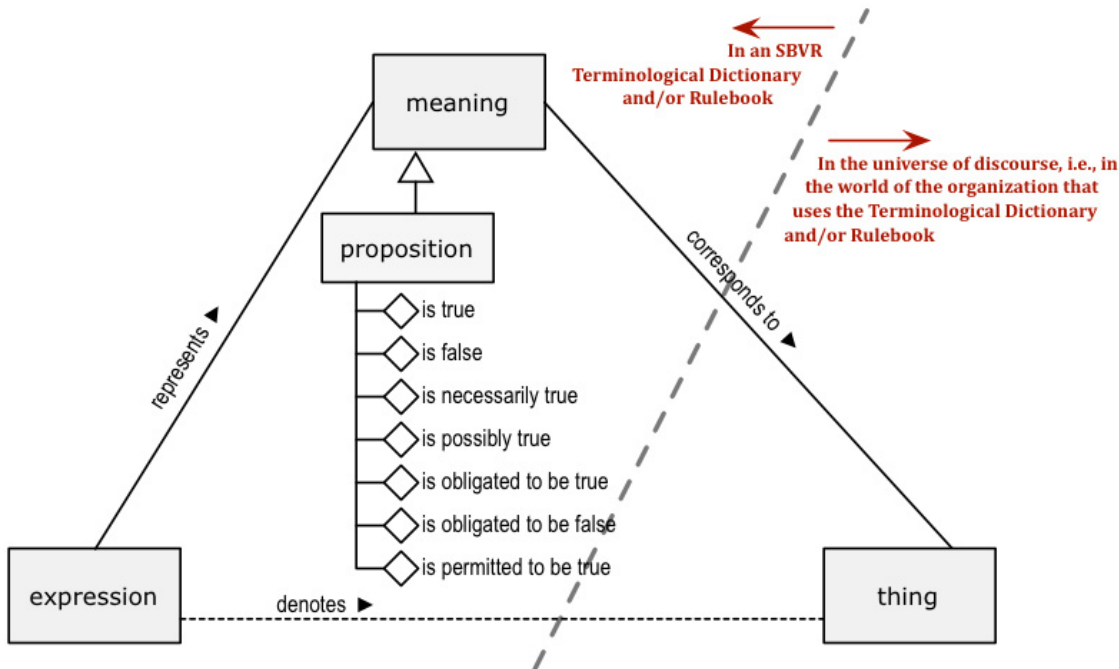 In an SBVR
Terminological Dictionary
and/or Rulebook
meaning
In the universe of discourse, i.e., in
the world of the organization that
uses the Terminological Dictionary
and/or Rulebook
proposition
corresponds to ▶
represents ▶
is true
is false
is necessarily true
is possibly true
is obligated to be true
is obligated to be false
is permitted to be true
expression
denotes ▶
thing